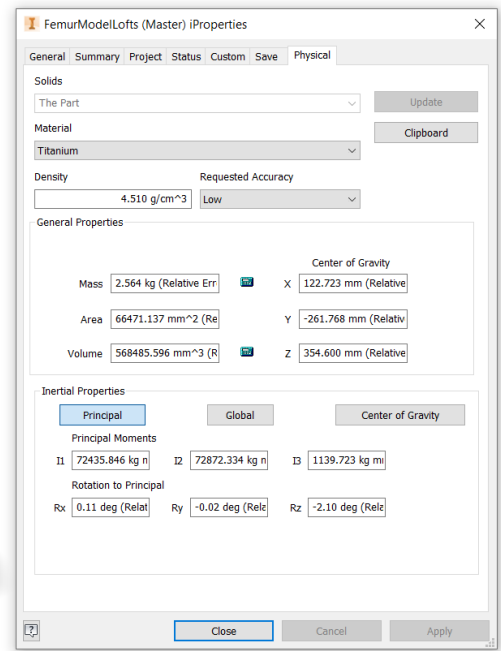 FemurModelLofts (Master) iProperties
General Summary Project Status Custom Save Physical
Solids
The Part
Update
Material
Clipboard
Titanium
Density Requested Accuracy
4.510 g/cm^3 Low
General Properties
Center of Gravity
Mass 2.564 kg (Relative Err X 122.723 mm (Relative
Area 66471.137 mm^2 (Re Y -261.768 mm (Relativ
Volume 568485.596 mm^3 (R Z 354.600 mm (Relative
Inertial Properties
Principal Global Center of Gravity
Principal Moments
I1 72435.846 kg n I2 72872.334 kg n I3 1139.723 kg m
Rotation to Principal
Rx 0.11 deg (Relat Ry -0.02 deg (Rela Rz -2.10 deg (Rela
? Close Cancel Apply